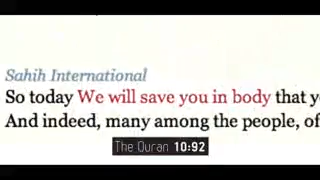 Sahih International
So today We will save you in body that
And indeed, many among the people, of
The Quran 10:92